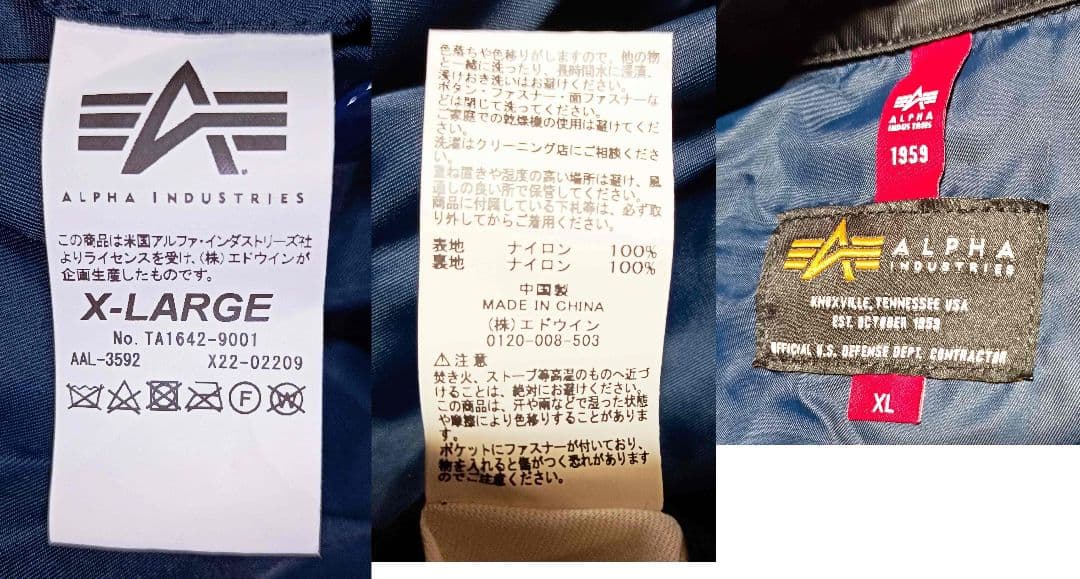 ALPHA INDUSTRIES
この商品は米国アルファ・インダストリーズ社
よりライセンスを受け、(株)エドウインが
企画生産したものです。
X-LARGE
No. TA1642-9001
AAL-3592 X22-02209
F
W
色落ちや色移りがしますので、他の物
と一緒に洗ったり、長時間水に浸漬、
浸けおき洗いはお避けください。
ボタン・ファスナー・面ファスナーな
どは閉じて洗ってください。
ご家庭での乾燥機の使用は避けてくだ
さい。
洗濯はクリーニング店にご相談くださ
い。
重ね置きや湿度の高い場所は避け、風
通しの良い所で保管してください。
商品に付属している下札等は、必ず取
り外してからご着用ください。
表地 ナイロン 100%
裏地 ナイロン 100%
中国製
MADE IN CHINA
(株)エドウイン
0120-008-503
⚠注意
焚き火、ストーブ等高温のものへ近づ
けることは、絶対にお避けください。
この商品は、汗や雨などで湿った状態
や摩擦により色移りすることがありま
す。
ポケットにファスナーが付いており、
物を入れると傷がつく恐れがあります
のでご注意ください。
ALPHA
INDUSTRIES
1959
ALPHA
INDUSTRIES
KNOXVILLE, TENNESSEE USA
EST. OCTOBER 1959
OFFICIAL U.S. DEFENSE DEPT. CONTRACTOR
XL